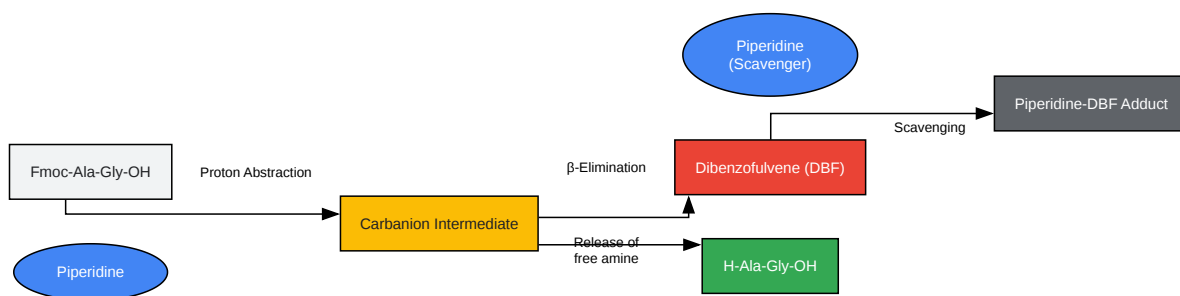 Piperidine
(Scavenger)
Piperidine-DBF Adduct
Scavenging
Fmoc-Ala-Gly-OH
Proton Abstraction
β-Elimination
Dibenzofulvene (DBF)
Carbanion Intermediate
Release of
free amine
H-Ala-Gly-OH
Piperidine